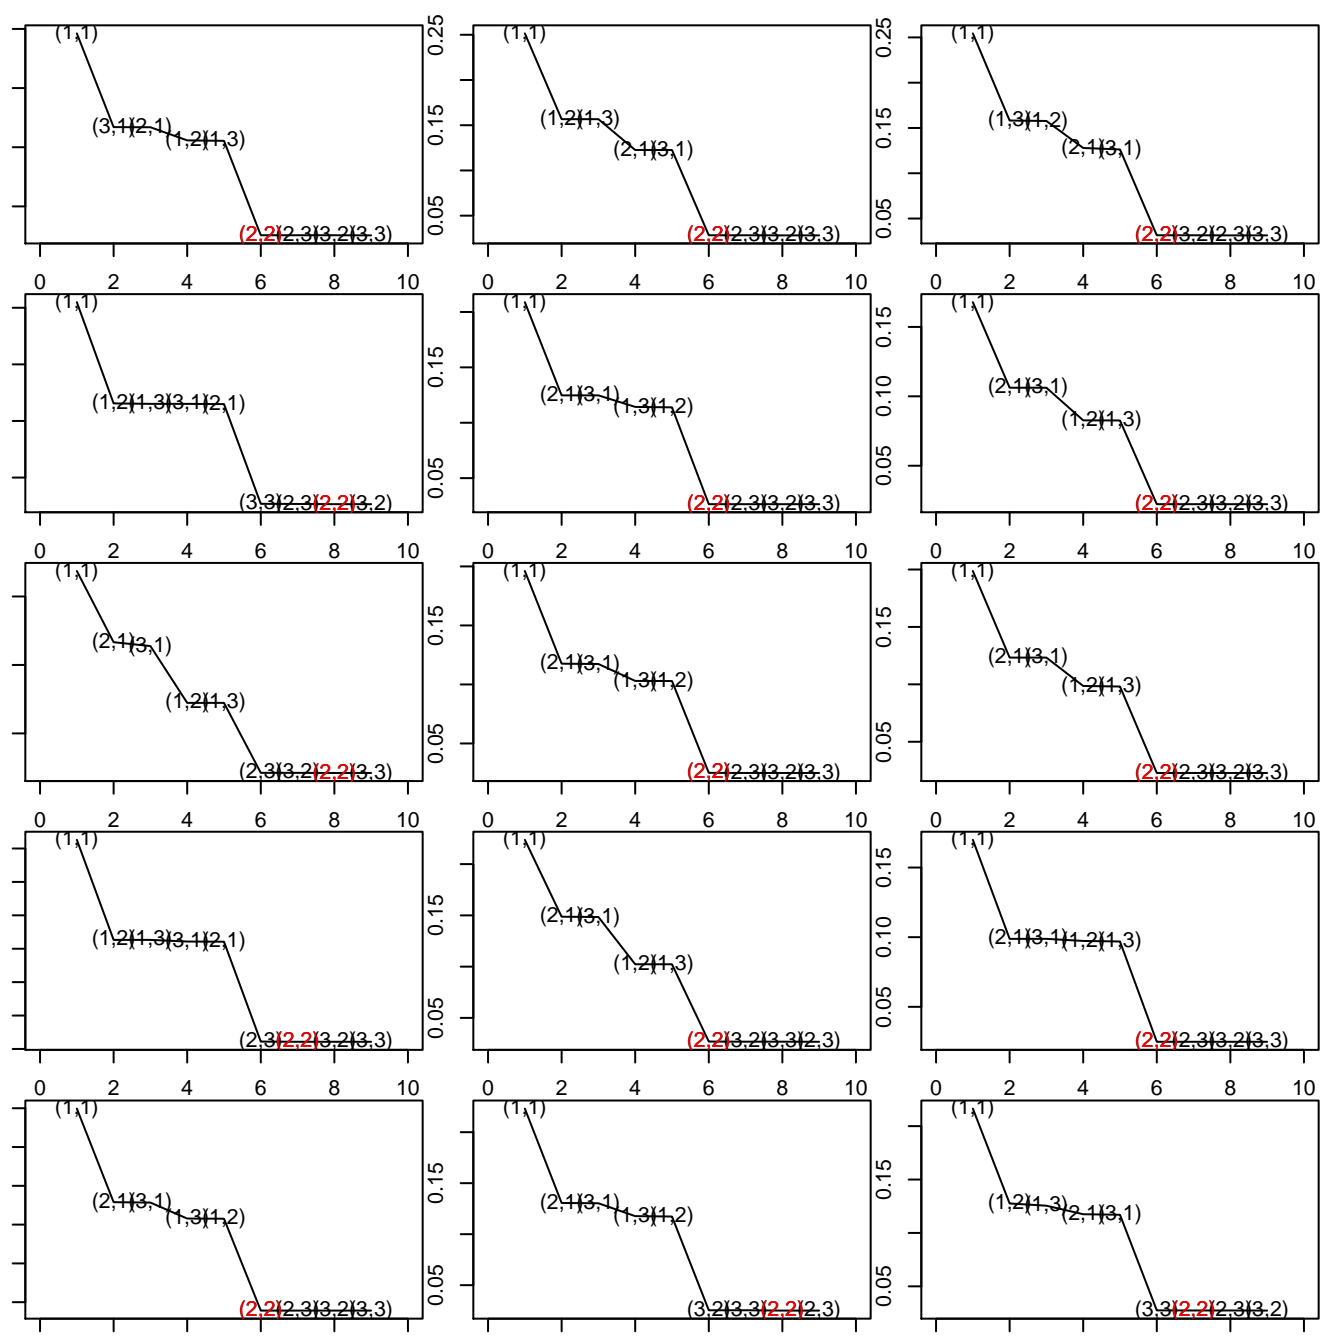 (1,1) (1,1) (1,1)
0.25 0.25
(3,1)(2,1) (1,2)(1,3) (1,2)(1,3) (2,1)(3,1) (1,3)(1,2) (2,1)(3,1)
0.15 0.15
0.05 0.05
(2,2)(2,3)(3,2)(3,3) (2,2)(2,3)(3,2)(3,3) (2,2)(3,2)(2,3)(3,3)
0 2 4 6 8 10 0 2 4 6 8 10 0 2 4 6 8 10
(1,1) (1,1) (1,1)
0.15 0.15
(1,2)(1,3)(3,1)(2,1) (2,1)(3,1) (1,3)(1,2) (2,1)(3,1) (1,2)(1,3)
0.10
0.05 0.05
(3,3)(2,3)(2,2)(3,2) (2,2)(2,3)(3,2)(3,3) (2,2)(2,3)(3,2)(3,3)
0 2 4 6 8 10 0 2 4 6 8 10 0 2 4 6 8 10
(1,1) (1,1) (1,1)
0.15 0.15
(2,1)(3,1) (1,2)(1,3) (2,1)(3,1) (1,3)(1,2) (2,1)(3,1) (1,2)(1,3)
0.05 0.05
(2,3)(3,2)(2,2)(3,3) (2,2)(2,3)(3,2)(3,3) (2,2)(2,3)(3,2)(3,3)
0 2 4 6 8 10 0 2 4 6 8 10 0 2 4 6 8 10
(1,1) (1,1) (1,1)
0.15 0.15
(1,2)(1,3)(3,1)(2,1) (2,1)(3,1) (1,2)(1,3) (2,1)(3,1)(1,2)(1,3)
0.10
0.05 0.05
(2,3)(2,2)(3,2)(3,3) (2,2)(3,2)(3,3)(2,3) (2,2)(2,3)(3,2)(3,3)
0 2 4 6 8 10 0 2 4 6 8 10 0 2 4 6 8 10
(1,1) (1,1) (1,1)
0.15 0.15
(2,1)(3,1) (1,3)(1,2) (2,1)(3,1) (1,3)(1,2) (1,2)(1,3) (2,1)(3,1)
0.05 0.05
(2,2)(2,3)(3,2)(3,3) (3,2)(3,3)(2,2)(2,3) (3,3)(2,2)(2,3)(3,2)